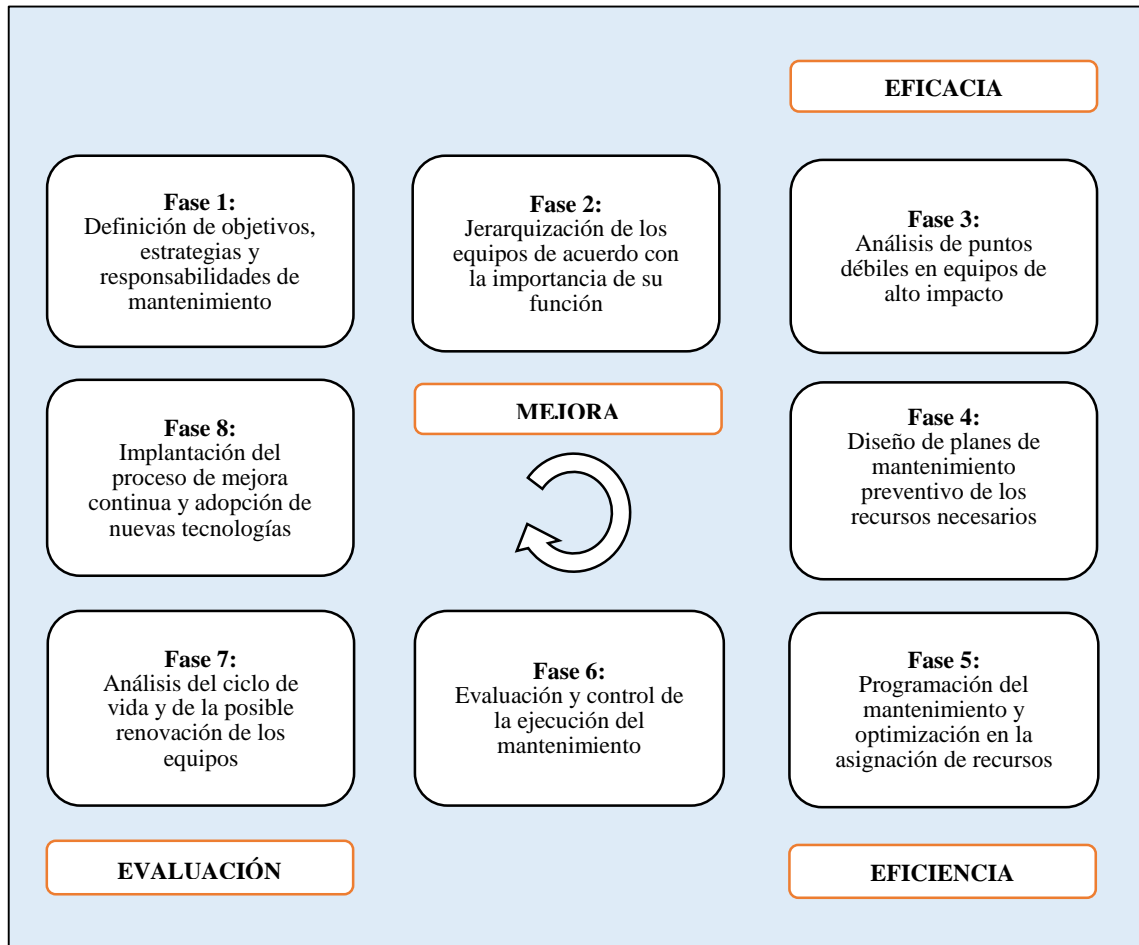 EFICACIA
Fase 1:
Definición de objetivos,
estrategias y
responsabilidades de
mantenimiento
Fase 2:
Jerarquización de los
equipos de acuerdo con
la importancia de su
función
Fase 3:
Análisis de puntos
débiles en equipos de
alto impacto
Fase 8:
Implantación del
proceso de mejora
continua y adopción de
nuevas tecnologías
MEJORA
Fase 4:
Diseño de planes de
mantenimiento
preventivo de los
recursos necesarios
Fase 7:
Análisis del ciclo de
vida y de la posible
renovación de los
equipos
Fase 6:
Evaluación y control de
la ejecución del
mantenimiento
Fase 5:
Programación del
mantenimiento y
optimización en la
asignación de recursos
EVALUACIÓN
EFICIENCIA